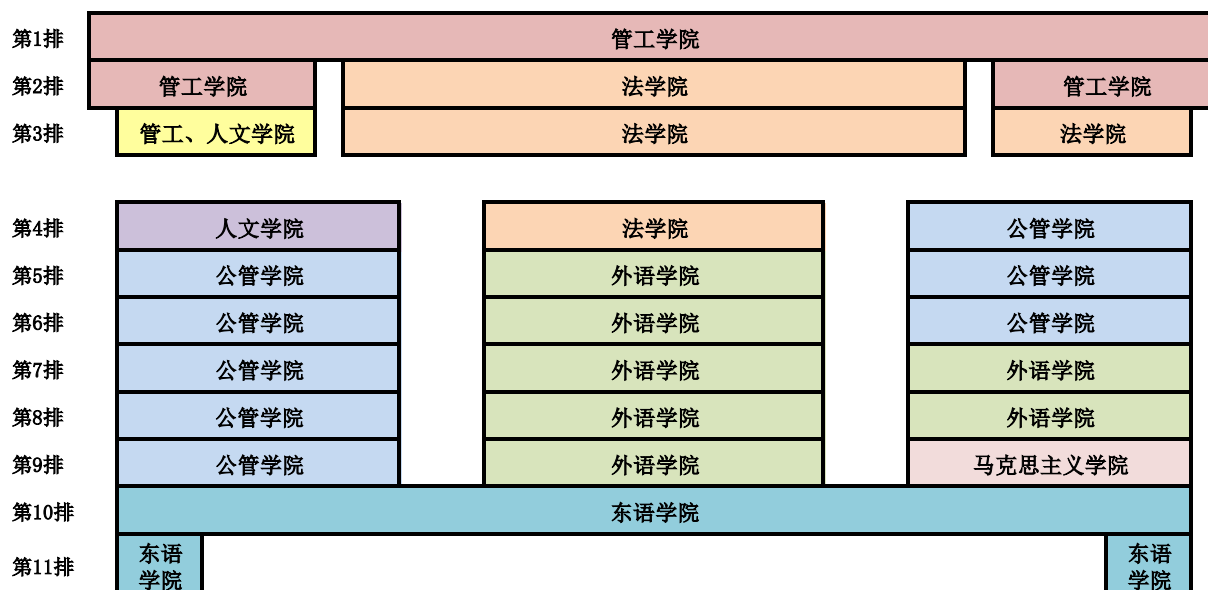 第1排 管工学院
第2排 管工学院 法学院 管工学院
第3排 管工、人文学院 法学院 法学院
第4排 人文学院 法学院 公管学院
第5排 公管学院 外语学院 公管学院
第6排 公管学院 外语学院 公管学院
第7排 公管学院 外语学院 外语学院
第8排 公管学院 外语学院 外语学院
第9排 公管学院 外语学院 马克思主义学院
第10排 东语学院
第11排 东语学院 东语学院